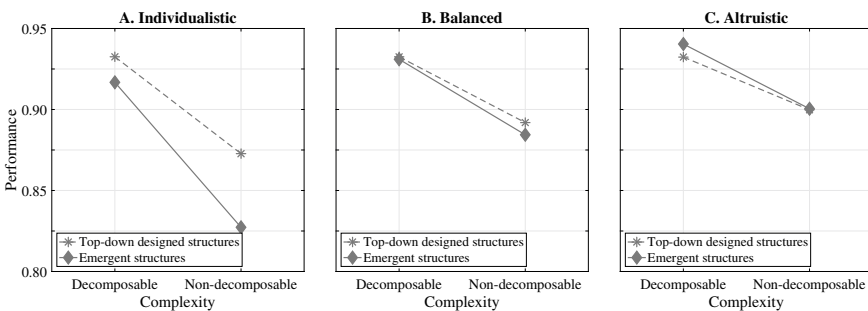 A. Individualistic
B. Balanced
C. Altruistic
Performance
0.95
0.90
0.85
0.80
Top-down designed structures
Emergent structures
Top-down designed structures
Emergent structures
Top-down designed structures
Emergent structures
Decomposable Non-decomposable
Decomposable Non-decomposable
Decomposable Non-decomposable
Complexity
Complexity
Complexity